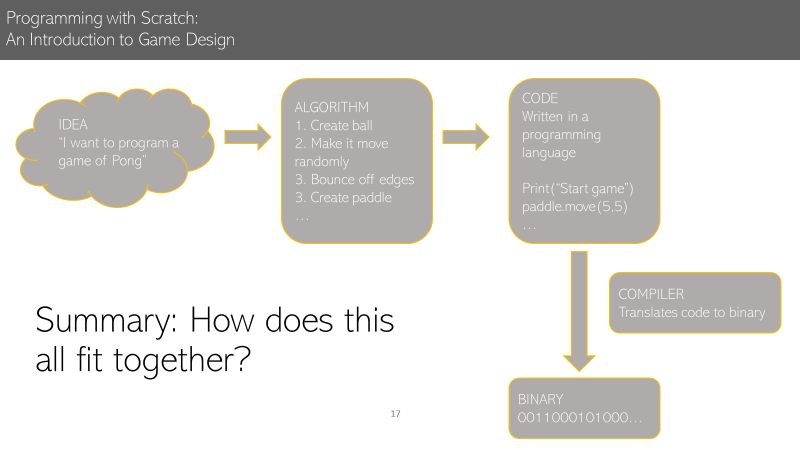 Programming with Scratch:
An Introduction to Game Design
IDEA
"I want to program a
game of Pong"
ALGORITHM
1. Create ball
2. Make it move
randomly
3. Bounce off edges
3. Create paddle
...
CODE
Written in a
programming
language
Print("Start game")
paddle.move(5,5)
...
COMPILER
Translates code to binary
Summary: How does this
all fit together?
BINARY
0011000101000...
17